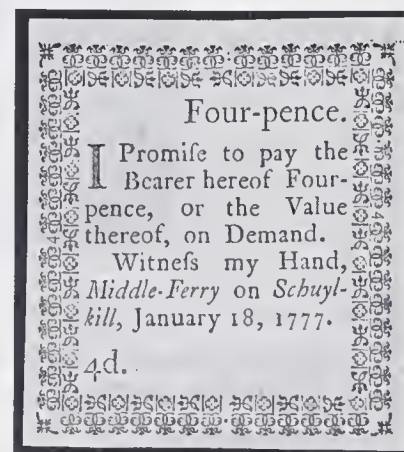 Four-pence.
I Promiſe to pay the
Bearer hereof Four-
pence, or the Value
thereof, on Demand.
Witneſs my Hand,
Middle-Ferry on Schuyl-
kill, January 18, 1777.
4d.